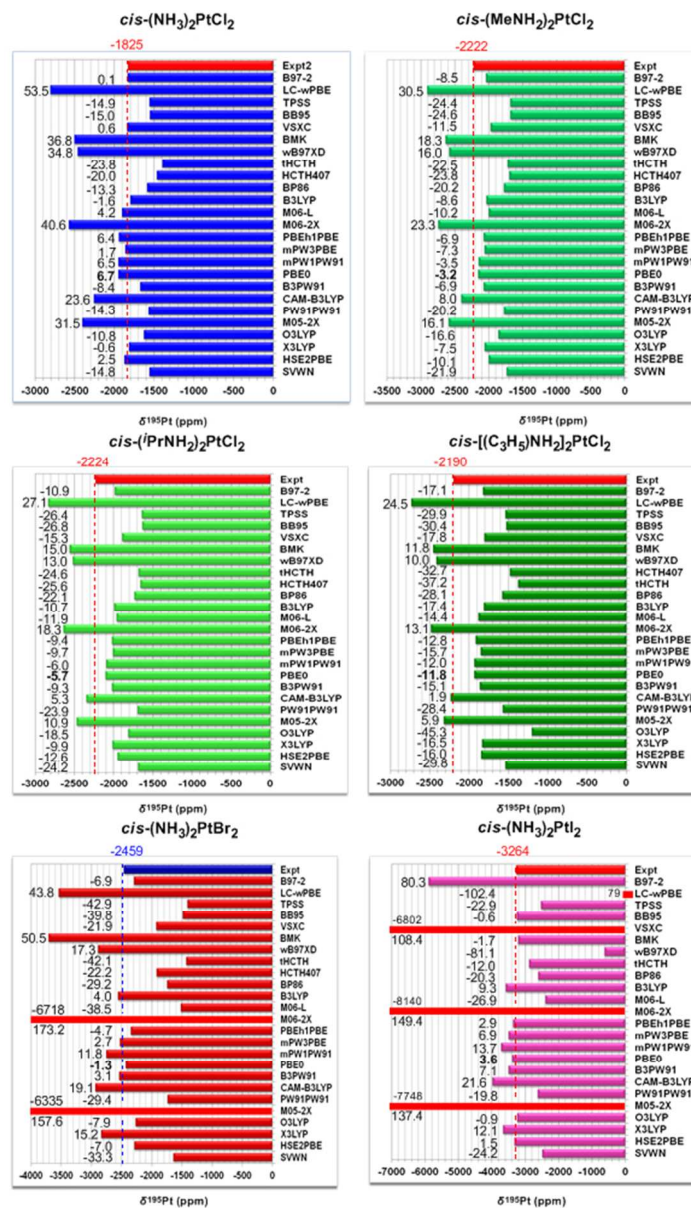 cis-(NH3)2PtCl2
-1825
Expt2
0.1 B97-2
53.5 LC-wPBE
-14.9 TPSS
-15.0 BB95
0.6 VSXC
36.8 BMK
34.8 wB97XD
-23.8 tHCTH
-20.0 HCTH407
-13.3 BP86
-1.6 B3LYP
4.2 M06-L
40.6 M06-2X
6.4 PBEh1PBE
1.7 mPW3PBE
6.5 mPW1PW91
6.7 PBE0
-8.4 B3PW91
23.6 CAM-B3LYP
-14.3 PW91PW91
31.5 M05-2X
-10.8 O3LYP
-0.6 X3LYP
2.5 HSE2PBE
-14.8 SVWN
-3000 -2500 -2000 -1500 -1000 -500 0
δ195Pt (ppm)
cis-(MeNH2)2PtCl2
-2222
Expt
-8.5 B97-2
30.5 LC-wPBE
-24.4 TPSS
-24.6 BB95
-11.5 VSXC
18.3 BMK
16.0 wB97XD
-22.5 tHCTH
-23.8 HCTH407
-20.2 BP86
-8.6 B3LYP
-10.2 M06-L
23.3 M06-2X
-6.9 PBEh1PBE
-7.3 mPW3PBE
-3.5 mPW1PW91
-3.2 PBE0
-6.9 B3PW91
8.0 CAM-B3LYP
-20.2 PW91PW91
16.1 M05-2X
-16.6 O3LYP
-7.5 X3LYP
-10.1 HSE2PBE
-21.9 SVWN
-3500 -3000 -2500 -2000 -1500 -1000 -500 0
δ195Pt (ppm)
cis-(iPrNH2)2PtCl2
-2224
Expt
-10.9 B97-2
27.1 LC-wPBE
-26.4 TPSS
-26.8 BB95
-15.3 VSXC
15.0 BMK
13.0 wB97XD
-24.6 tHCTH
-25.6 HCTH407
-22.1 BP86
-10.7 B3LYP
-11.9 M06-L
18.3 M06-2X
-9.4 PBEh1PBE
-9.7 mPW3PBE
-6.0 mPW1PW91
-5.7 PBE0
-9.3 B3PW91
5.3 CAM-B3LYP
-23.9 PW91PW91
10.9 M05-2X
-18.5 O3LYP
-9.9 X3LYP
-12.6 HSE2PBE
-24.2 SVWN
-3000 -2500 -2000 -1500 -1000 -500 0
δ195Pt (ppm)
cis-[(C3H5)NH2]2PtCl2
-2190
Expt
-17.1 B97-2
24.5 LC-wPBE
-29.9 TPSS
-30.4 BB95
-17.8 VSXC
11.8 BMK
10.0 wB97XD
-32.7 HCTH407
-37.2 tHCTH
-28.1 BP86
-17.4 B3LYP
-14.4 M06-L
13.1 M06-2X
-12.8 PBEh1PBE
-15.7 mPW3PBE
-12.0 mPW1PW91
-11.8 PBE0
-15.1 B3PW91
1.9 CAM-B3LYP
-28.4 PW91PW91
5.9 M05-2X
-45.3 O3LYP
-16.5 X3LYP
-16.0 HSE2PBE
-29.8 SVWN
-3000 -2500 -2000 -1500 -1000 -500 0
δ195Pt (ppm)
cis-(NH3)2PtBr2
-2459
Expt
-6.9 B97-2
43.8 LC-wPBE
-42.9 TPSS
-39.8 BB95
-21.9 VSXC
50.5 BMK
17.3 wB97XD
-42.1 tHCTH
-22.2 HCTH407
-29.2 BP86
4.0 B3LYP
-38.5 M06-L
-6718 M06-2X
173.2 -4.7 PBEh1PBE
2.7 mPW3PBE
11.8 mPW1PW91
-1.3 PBE0
3.1 B3PW91
19.1 CAM-B3LYP
-6335 -29.4 PW91PW91
M05-2X
157.6 -7.9 O3LYP
15.2 X3LYP
-7.0 HSE2PBE
-33.3 SVWN
-4000 -3500 -3000 -2500 -2000 -1500 -1000 -500 0
δ195Pt (ppm)
cis-(NH3)2PtI2
-3264
Expt
80.3 B97-2
-102.4 79 LC-wPBE
-22.9 TPSS
-0.6 BB95
-6802 VSXC
108.4 -1.7 BMK
-81.1 wB97XD
-12.0 tHCTH
-20.3 BP86
9.3 B3LYP
-26.9 M06-L
-8140 M06-2X
149.4 2.9 PBEh1PBE
6.9 mPW3PBE
13.7 mPW1PW91
3.6 PBE0
7.1 B3PW91
21.6 CAM-B3LYP
-19.8 PW91PW91
-7748 M05-2X
137.4 -0.9 O3LYP
12.1 X3LYP
1.5 HSE2PBE
-24.2 SVWN
-7000 -6000 -5000 -4000 -3000 -2000 -1000 0
δ195Pt (ppm)